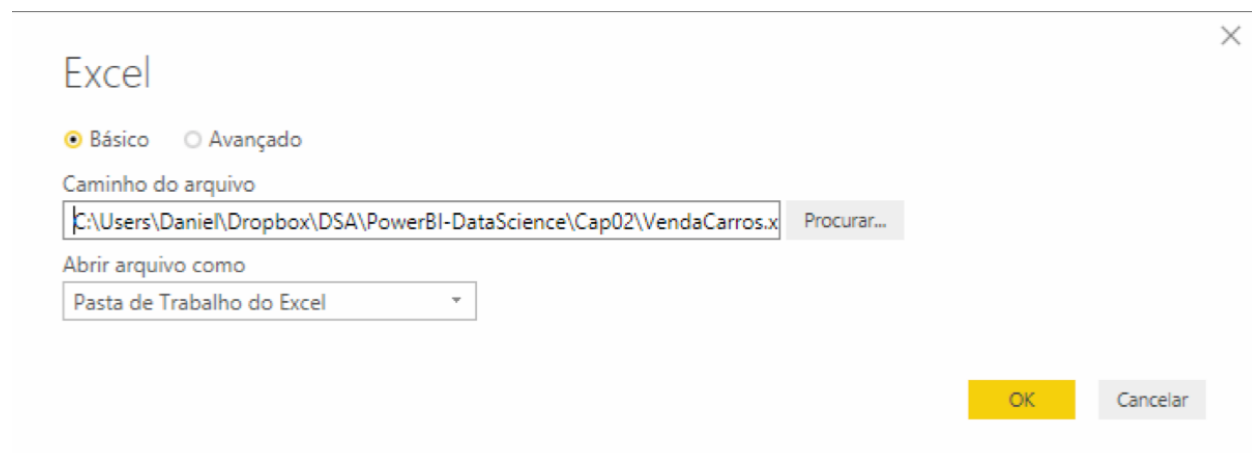 Excel
Básico Avançado
Caminho do arquivo
C:\Users\Daniel\Dropbox\DSA\PowerBI-DataScience\Cap02\VendaCarros.x Procurar...
Abrir arquivo como
Pasta de Trabalho do Excel
OK Cancelar